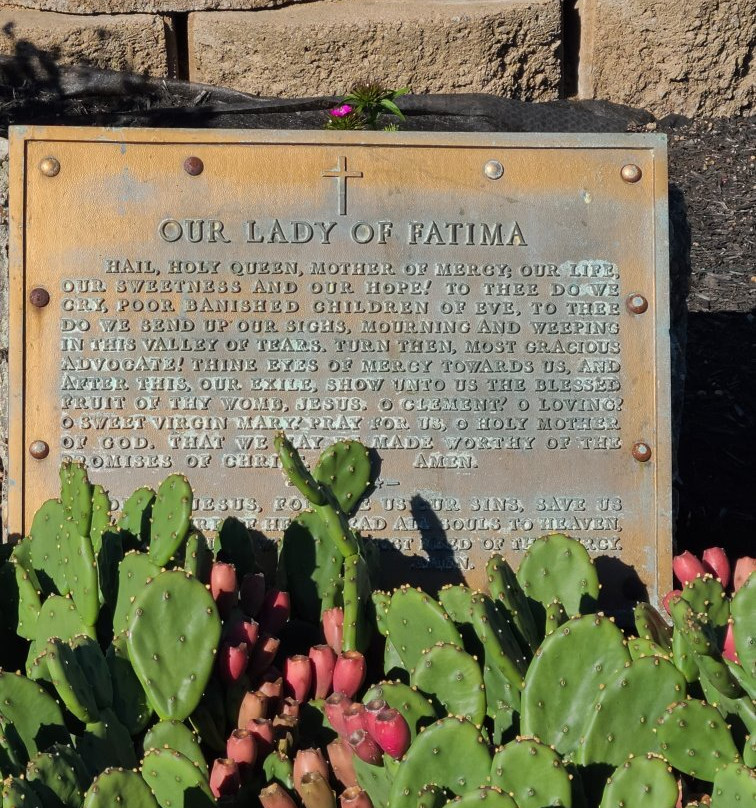 OUR LADY OF FATIMA
HAIL, HOLY QUEEN, MOTHER OF MERCY; OUR LIFE,
OUR SWEETNESS AND OUR HOPE! TO THEE DO WE
CRY, POOR BANISHED CHILDREN OF EVE, TO THEE
DO WE SEND UP OUR SIGHS, MOURNING AND WEEPING
IN THIS VALLEY OF TEARS. TURN THEN, MOST GRACIOUS
ADVOCATE! THINE EYES OF MERCY TOWARDS US, AND
AFTER THIS, OUR EXILE, SHOW UNTO US THE BLESSED
FRUIT OF THY WOMB, JESUS. O CLEMENT! O LOVING!
O SWEET VIRGIN MARY! PRAY FOR US, O HOLY MOTHER
OF GOD. THAT WE MAY BE MADE WORTHY OF THE
PROMISES OF AMEN.
JESUS, US OUR SINS, SAVE US
ALL SOULS TO HEAVEN,
OF MERCY.